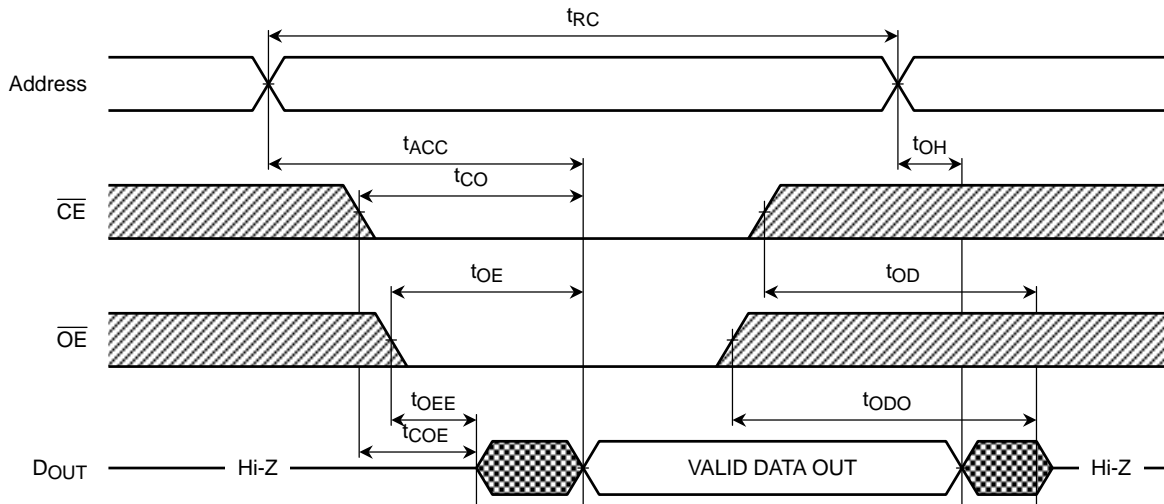 tRC
Address
tACC
tOH
tCO
CE
tOE
tOD
OE
tOEE
tODO
tCOE
DOUT
Hi-Z
VALID DATA OUT
Hi-Z